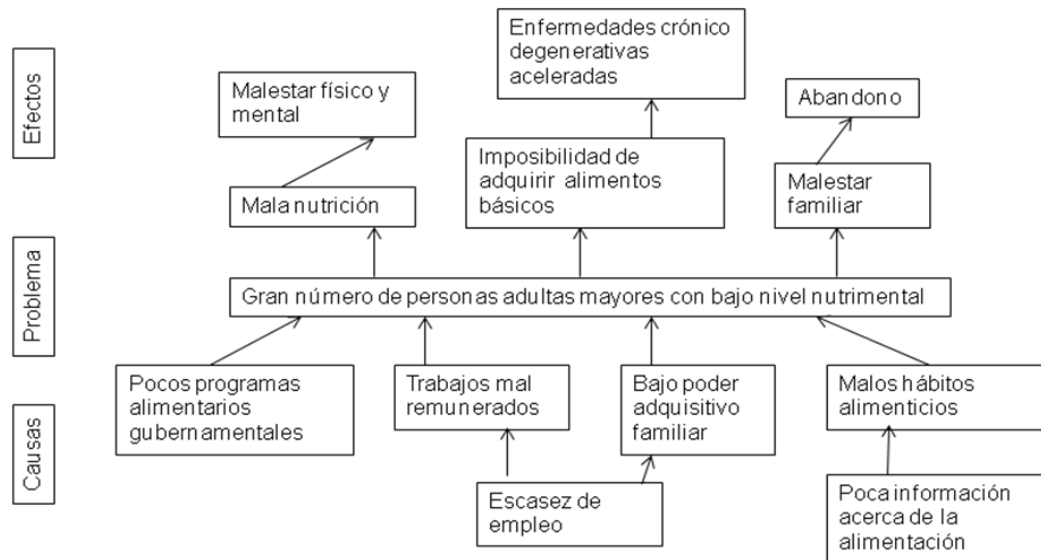 Efectos
Enfermedades crónico
degenerativas
aceleradas
Malestar físico y
mental
Abandono
Imposibilidad de
adquirir alimentos
básicos
Mala nutrición
Malestar
familiar
Problema
Gran número de personas adultas mayores con bajo nivel nutrimental
Causas
Pocos programas
alimentarios
gubernamentales
Trabajos mal
remunerados
Bajo poder
adquisitivo
familiar
Malos hábitos
alimenticios
Escasez de
empleo
Poca información
acerca de la
alimentación